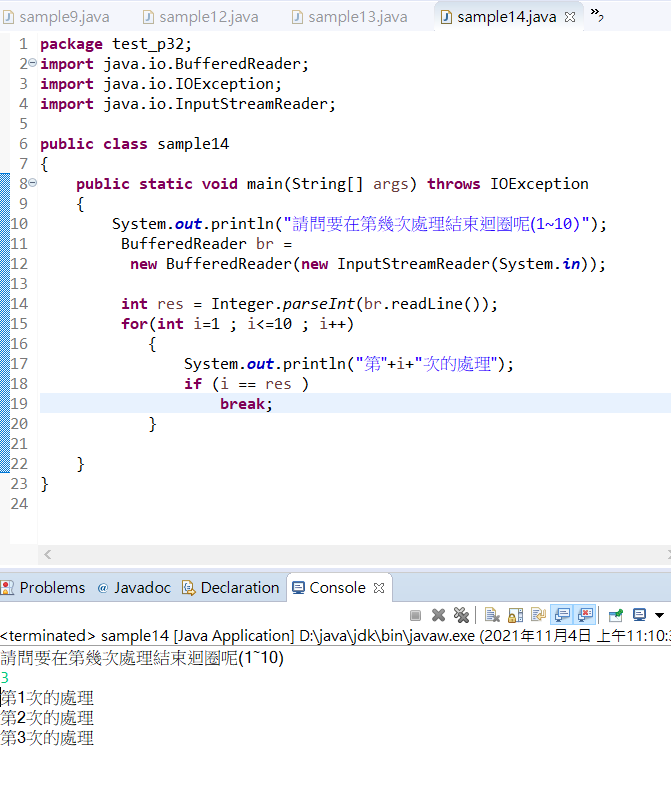 sample9.java sample12.java sample13.java sample14.java »2
1 package test_p32;
2 import java.io.BufferedReader;
3 import java.io.IOException;
4 import java.io.InputStreamReader;
5
6 public class sample14
7 {
8 public static void main(String[] args) throws IOException
9 {
10 System.out.println("請問要在第幾次處理結束迴圈呢(1~10)");
11 BufferedReader br =
12 new BufferedReader(new InputStreamReader(System.in));
13
14 int res = Integer.parseInt(br.readLine());
15 for(int i=1 ; i<=10 ; i++)
16 {
17 System.out.println("第"+i+"次的處理");
18 if (i == res )
19 break;
20 }
21
22 }
23 }
24
Problems @ Javadoc Declaration Console
<terminated> sample14 [Java Application] D:\java\jdk\bin\javaw.exe (2021年11月4日 上午11:10:
請問要在第幾次處理結束迴圈呢(1~10)
3
第1次的處理
第2次的處理
第3次的處理